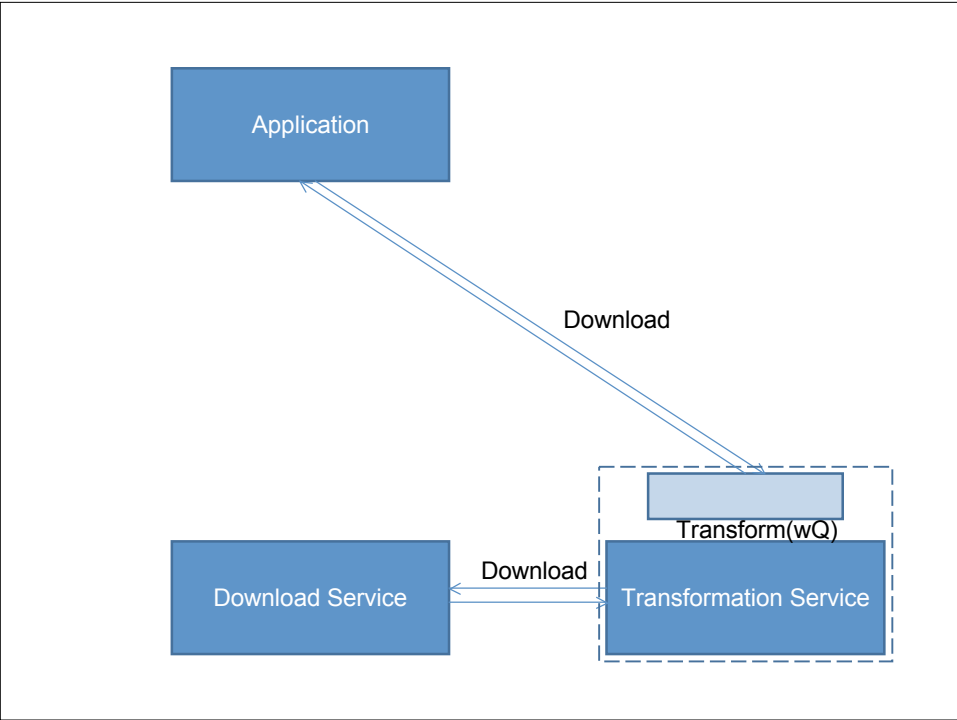 Application
Download
Transform(wQ)
Download
Download Service
Transformation Service